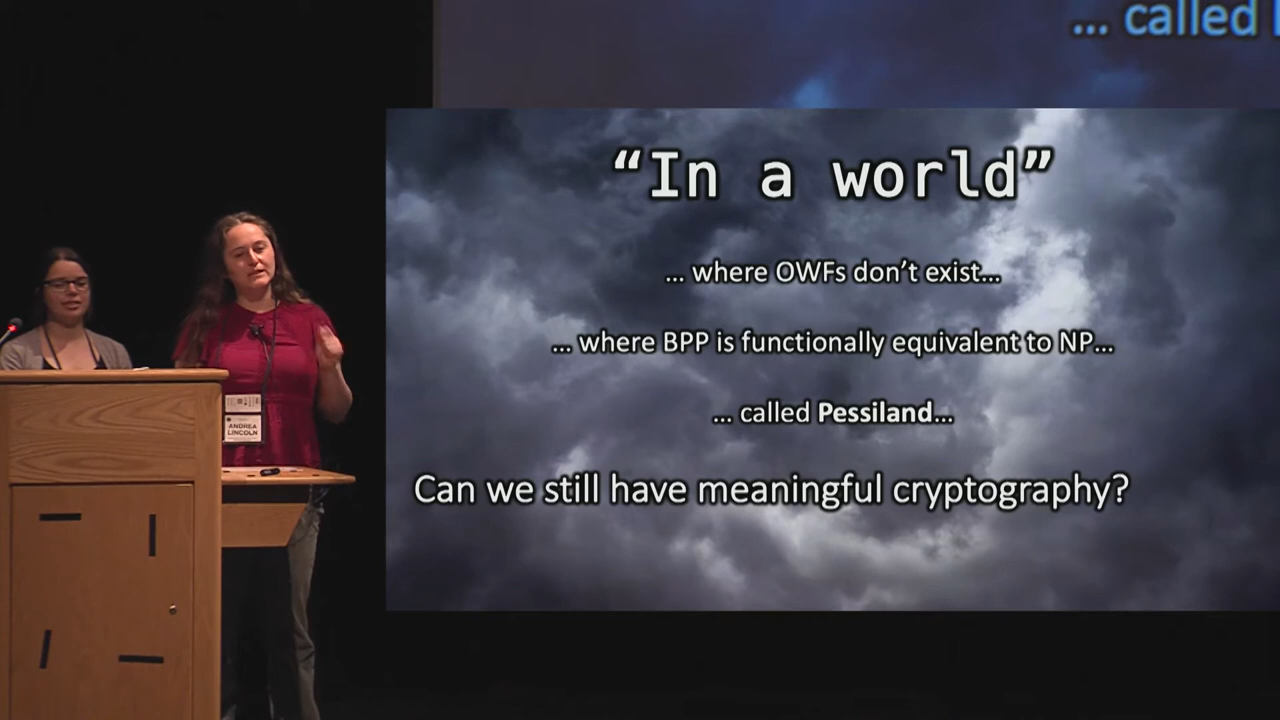 ... called
“In a world”
... where OWFs don’t exist...
... where BPP is functionally equivalent to NP...
... called Pessiland...
Can we still have meaningful cryptography?
ANDREA
LINCOLN